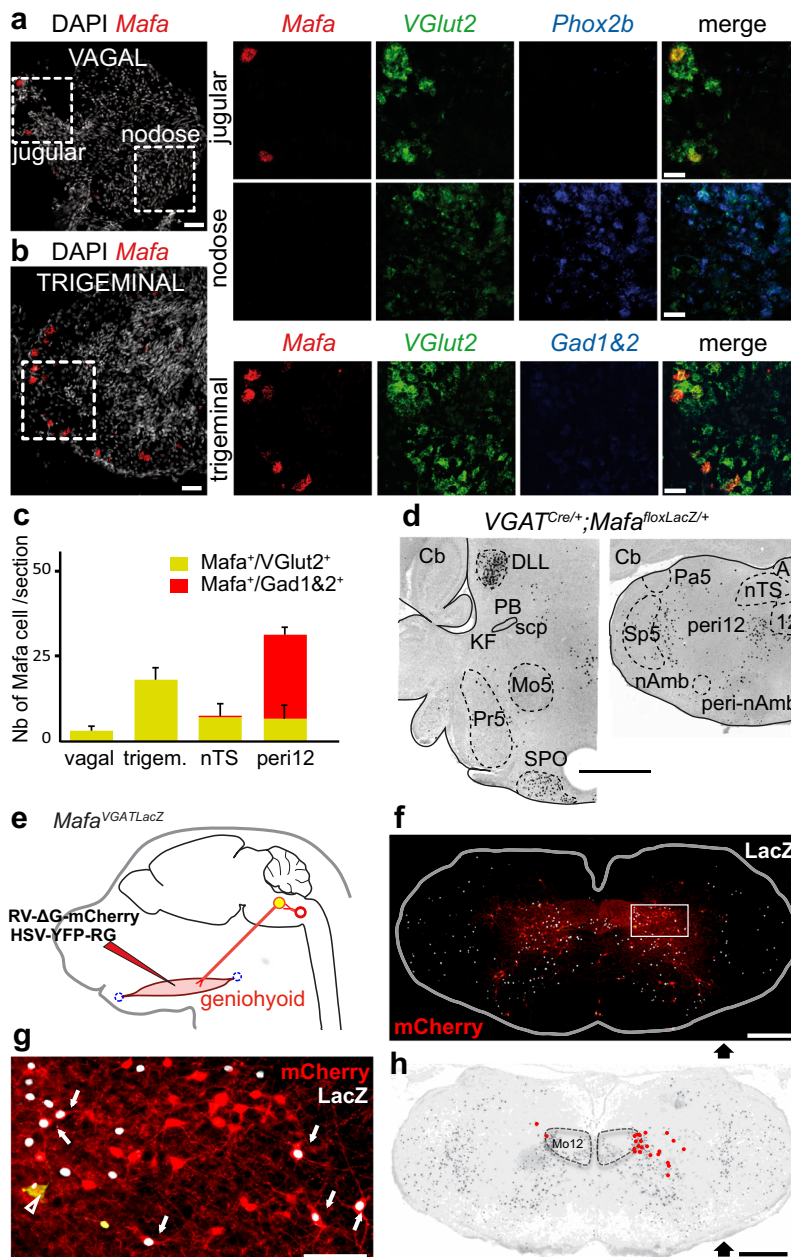 a
DAPI Mafa
Mafa
VGlut2
Phox2b
merge
VAGAL
jugular
nodose
jugular
nodose
b
DAPI Mafa
TRIGEMINAL
Mafa
VGlut2
Gad1&2
merge
trigeminal
c
Nb of Mafa cell /section
50
25
0
Mafa+/VGlut2+
Mafa+/Gad1&2+
vagal
trigem.
nTS
peri12
d
VGATCre/+;MafafloxLacZ/+
Cb
DLL
PB
scp
KF
Mo5
Pr5
SPO
Cb
Pa5
A
nTS
12
Sp5
peri12
nAmb
peri-nAmb
e
MafaVGATLacZ
RV-ΔG-mCherry
HSV-YFP-RG
geniohyoid
f
LacZ
mCherry
g
mCherry
LacZ
h
Mo12